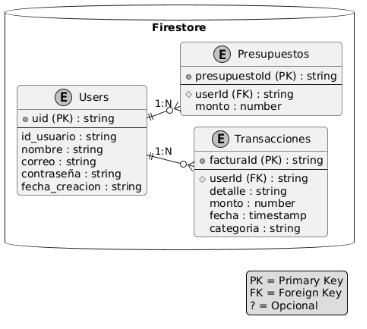 Firestore
E Users
uid (PK) : string
id_usuario : string
nombre : string
correo : string
contraseña : string
fecha_creacion : string
1:N
E Presupuestos
presupuestoId (PK) : string
userId (FK) : string
monto : number
1:N
E Transacciones
facturaId (PK) : string
userId (FK) : string
detalle : string
monto : number
fecha : timestamp
categoria : string
PK = Primary Key
FK = Foreign Key
? = Opcional